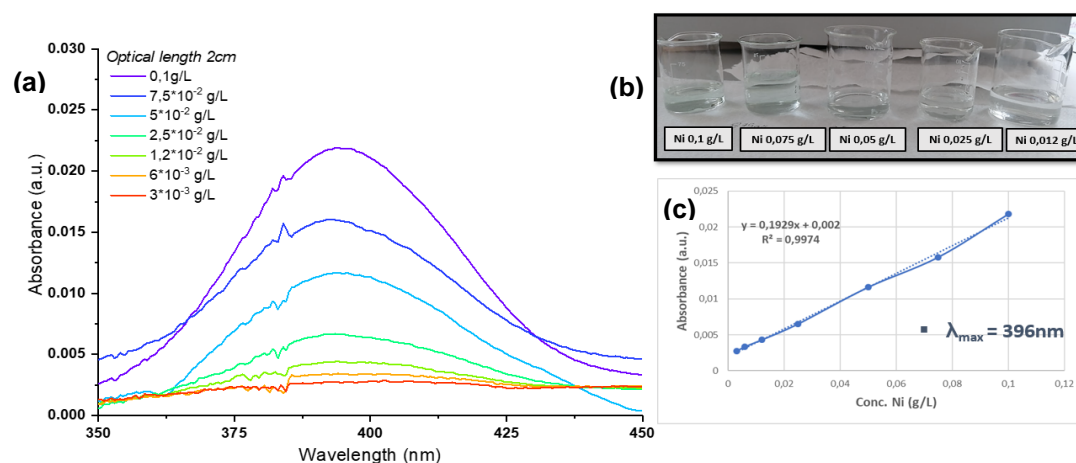 (a)
Optical length 2cm
0,1g/L
7,5*10⁻² g/L
5*10⁻² g/L
2,5*10⁻² g/L
1,2*10⁻² g/L
6*10⁻³ g/L
3*10⁻³ g/L
0.030
0.025
0.020
0.015
0.010
0.005
0.000
Absorbance (a.u.)
350
375
400
425
450
Wavelength (nm)
(b)
Ni 0,1 g/L
Ni 0,075 g/L
Ni 0,05 g/L
Ni 0,025 g/L
Ni 0,012 g/L
(c)
0,025
0,02
0,015
0,01
0,005
0
Absorbance (a.u.)
y = 0,1929x + 0,002
R² = 0,9974
λmax = 396nm
0
0,02
0,04
0,06
0,08
0,1
0,12
Conc. Ni (g/L)